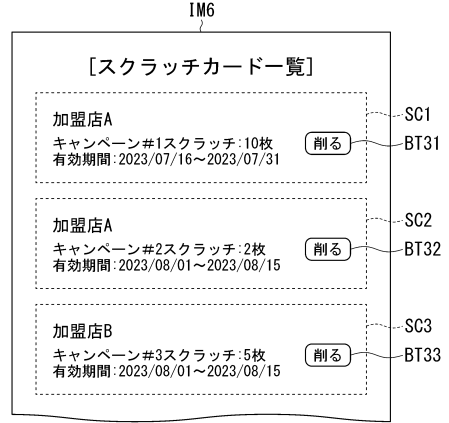 IM6
[スクラッチカード一覧]
加盟店A
キャンペーン#1スクラッチ:10枚
有効期間:2023/07/16～2023/07/31
削る
SC1
BT31
加盟店A
キャンペーン#2スクラッチ:2枚
有効期間:2023/08/01～2023/08/15
削る
SC2
BT32
加盟店B
キャンペーン#3スクラッチ:5枚
有効期間:2023/08/01～2023/08/15
削る
SC3
BT33